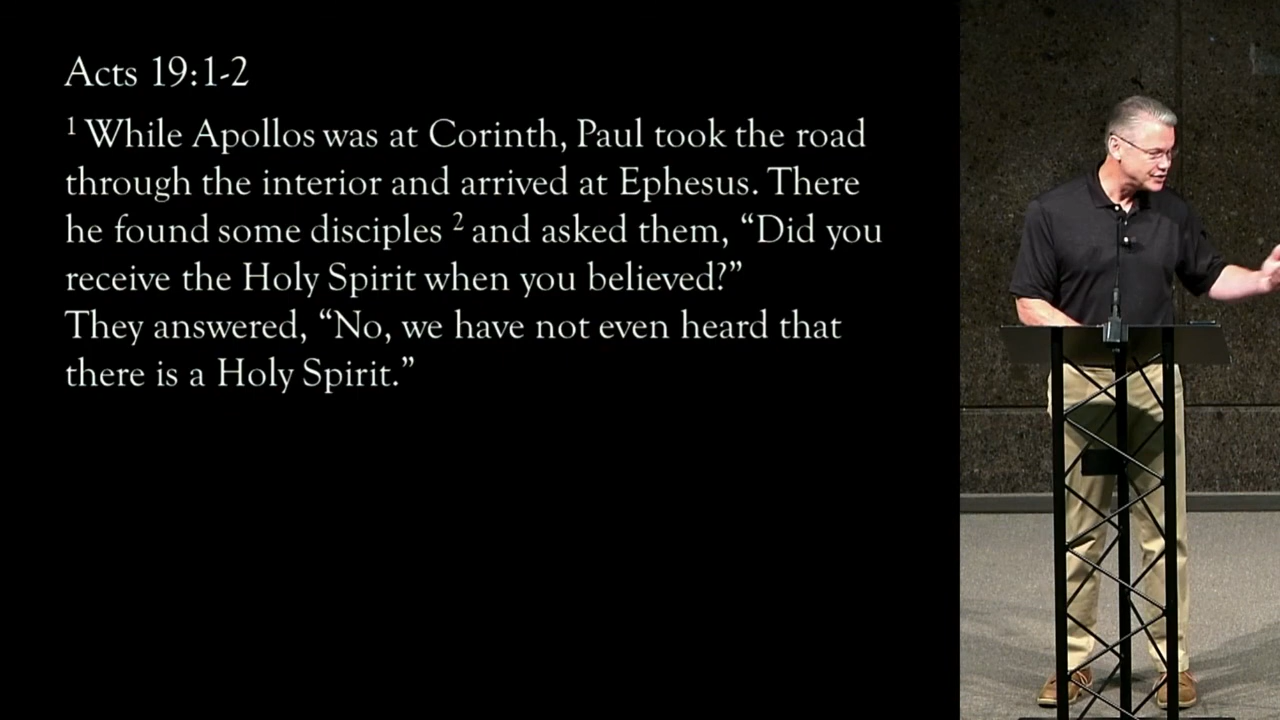 Acts 19:1-2
¹ While Apollos was at Corinth, Paul took the road
through the interior and arrived at Ephesus. There
he found some disciples ² and asked them, “Did you
receive the Holy Spirit when you believed?”
They answered, “No, we have not even heard that
there is a Holy Spirit.”